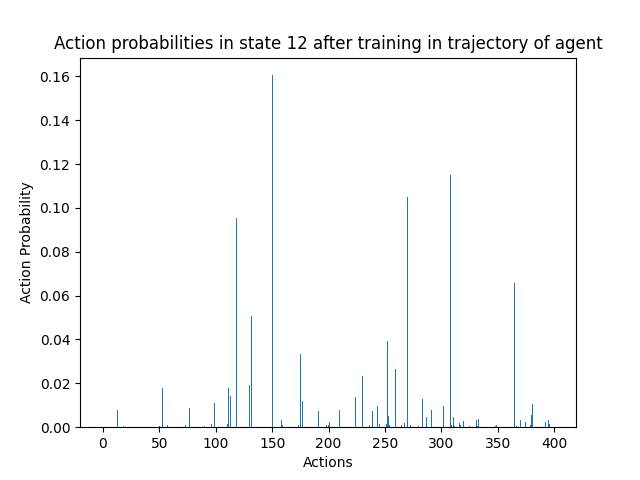 Action probabilities in state 12 after training in trajectory of agent
0.16
0.14
0.12
0.10
0.08
0.06
0.04
0.02
0.00
Action Probability
0 50 100 150 200 250 300 350 400
Actions